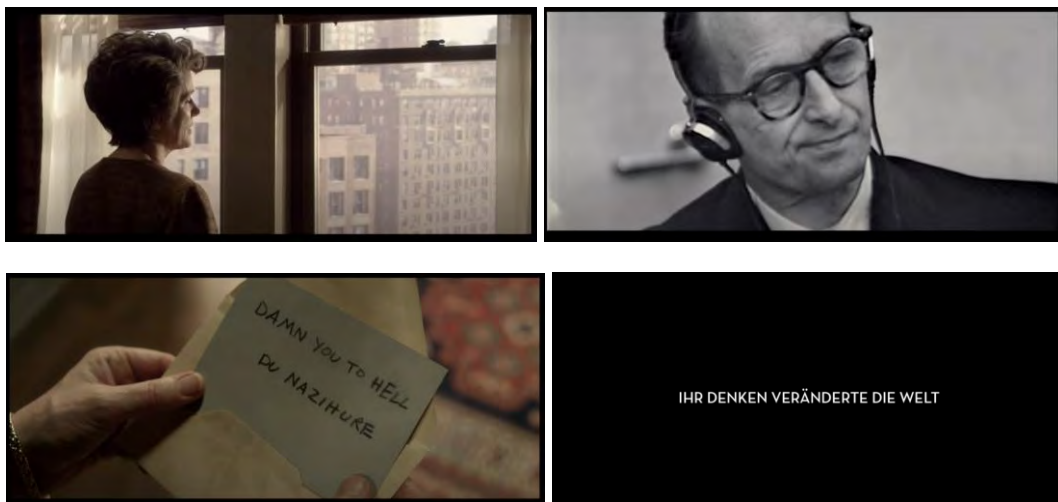 DAMN YOU TO HELL
DU NAZIHURE
IHR DENKEN VERÄNDERTE DIE WELT